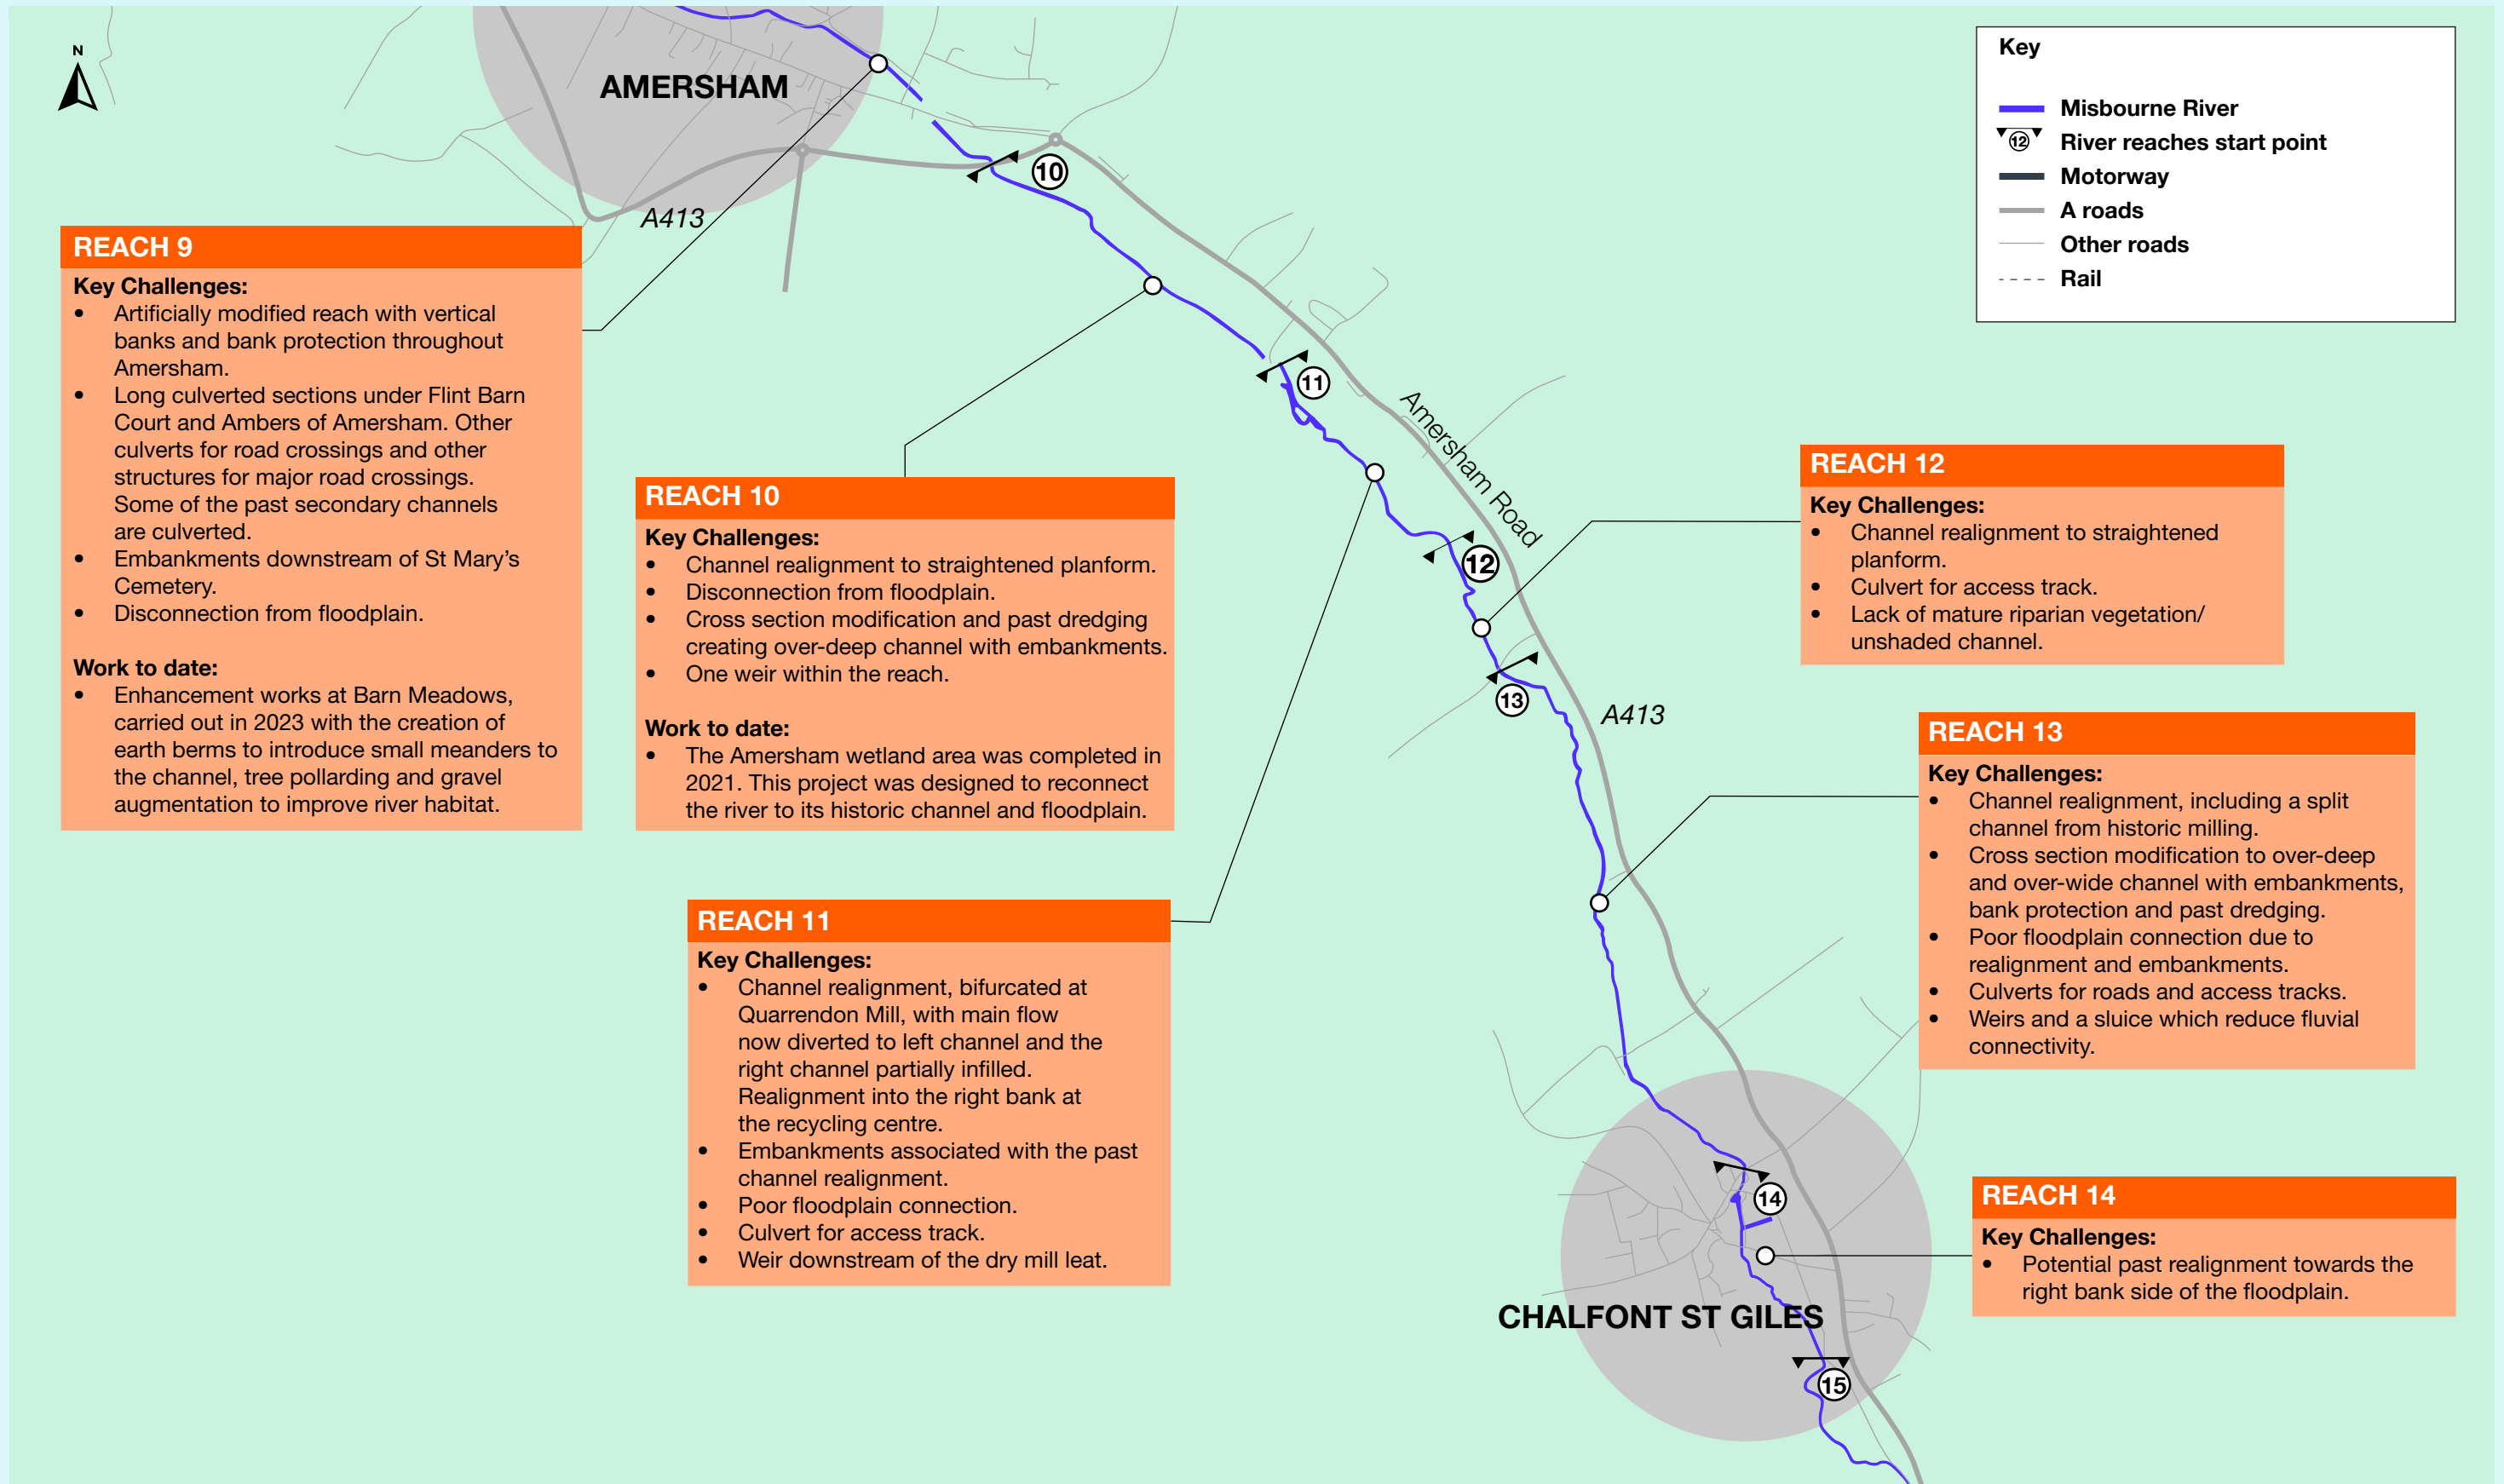 N
AMERSHAM
A413
Key
Misbourne River
12
River reaches start point
Motorway
A roads
Other roads
Rail
10
11
Amersham Road
12
13
A413
14
CHALFONT ST GILES
15
REACH 9
Key Challenges:
• Artificially modified reach with vertical
banks and bank protection throughout
Amersham.
• Long culverted sections under Flint Barn
Court and Ambers of Amersham. Other
culverts for road crossings and other
structures for major road crossings.
Some of the past secondary channels
are culverted.
• Embankments downstream of St Mary’s
Cemetery.
• Disconnection from floodplain.
Work to date:
• Enhancement works at Barn Meadows,
carried out in 2023 with the creation of
earth berms to introduce small meanders to
the channel, tree pollarding and gravel
augmentation to improve river habitat.
REACH 10
Key Challenges:
• Channel realignment to straightened planform.
• Disconnection from floodplain.
• Cross section modification and past dredging
creating over-deep channel with embankments.
• One weir within the reach.
Work to date:
• The Amersham wetland area was completed in
2021. This project was designed to reconnect
the river to its historic channel and floodplain.
REACH 11
Key Challenges:
• Channel realignment, bifurcated at
Quarrendon Mill, with main flow
now diverted to left channel and the
right channel partially infilled.
Realignment into the right bank at
the recycling centre.
• Embankments associated with the past
channel realignment.
• Poor floodplain connection.
• Culvert for access track.
• Weir downstream of the dry mill leat.
REACH 12
Key Challenges:
• Channel realignment to straightened
planform.
• Culvert for access track.
• Lack of mature riparian vegetation/
unshaded channel.
REACH 13
Key Challenges:
• Channel realignment, including a split
channel from historic milling.
• Cross section modification to over-deep
and over-wide channel with embankments,
bank protection and past dredging.
• Poor floodplain connection due to
realignment and embankments.
• Culverts for roads and access tracks.
• Weirs and a sluice which reduce fluvial
connectivity.
REACH 14
Key Challenges:
• Potential past realignment towards the
right bank side of the floodplain.